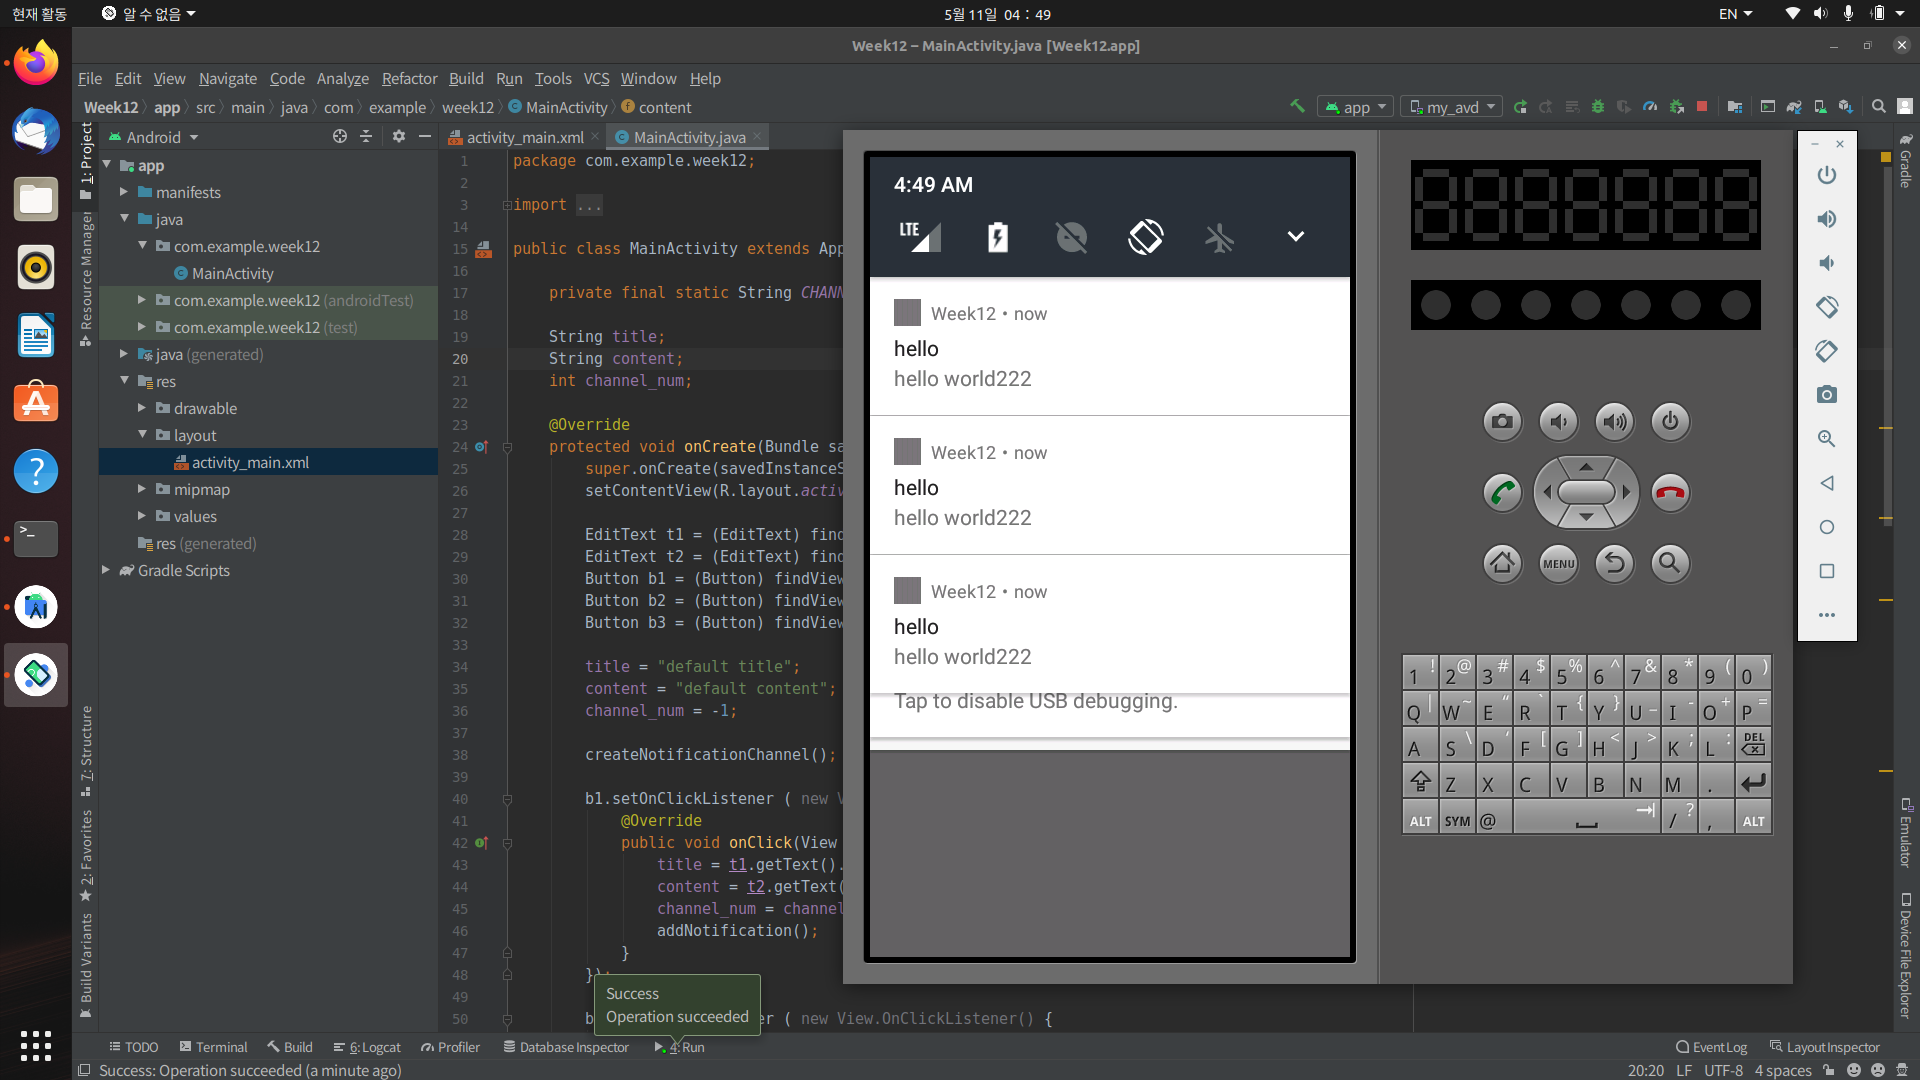 현재 활동
알 수 없음
5월 11일 04 : 49
EN
Week12 – MainActivity.java [Week12.app]
File Edit View Navigate Code Analyze Refactor Build Run Tools VCS Window Help
Week12 app src main java com example week12 MainActivity content
app
my_avd
Android
activity_main.xml
MainActivity.java
1: Project
Resource Manager
7: Structure
2: Favorites
Build Variants
app
manifests
java
com.example.week12
MainActivity
com.example.week12 (androidTest)
com.example.week12 (test)
java (generated)
res
drawable
layout
activity_main.xml
mipmap
values
res (generated)
Gradle Scripts
1 package com.example.week12;
2
3 import ...
14
15 public class MainActivity extends App
16
17 private final static String CHANN
18
19 String title;
20 String content;
21 int channel_num;
22
23 @Override
24 protected void onCreate(Bundle sa
25 super.onCreate(savedInstanceS
26 setContentView(R.layout.activ
27
28 EditText t1 = (EditText) find
29 EditText t2 = (EditText) find
30 Button b1 = (Button) findView
31 Button b2 = (Button) findView
32 Button b3 = (Button) findView
33
34 title = "default title";
35 content = "default content";
36 channel_num = -1;
37
38 createNotificationChannel();
39
40 b1.setOnClickListener ( new V
41 @Override
42 public void onClick(View
43 title = t1.getText().
44 content = t2.getText(
45 channel_num = channel
46 addNotification();
47 }
48 });
49
50 b
r ( new View.OnClickListener() {
Success
Operation succeeded
4:49 AM
LTE
Week12 • now
hello
hello world222
Week12 • now
hello
hello world222
Week12 • now
hello
hello world222
Tap to disable USB debugging.
MENU
1 ! 2 @ 3 # 4 $ 5 % 6 ^ 7 & 8 * 9 ( 0 )
Q | W ~ E “ R ` T { Y } U _ I - O + P =
A S \ D ‘ F [ G ] H < J > K ; L : DEL
Z X C V B N M .
ALT SYM @ / ? , ALT
Gradle
Emulator
Device File Explorer
TODO Terminal Build 6: Logcat Profiler Database Inspector 4: Run Event Log Layout Inspector
Success: Operation succeeded (a minute ago)
20:20 LF UTF-8 4 spaces